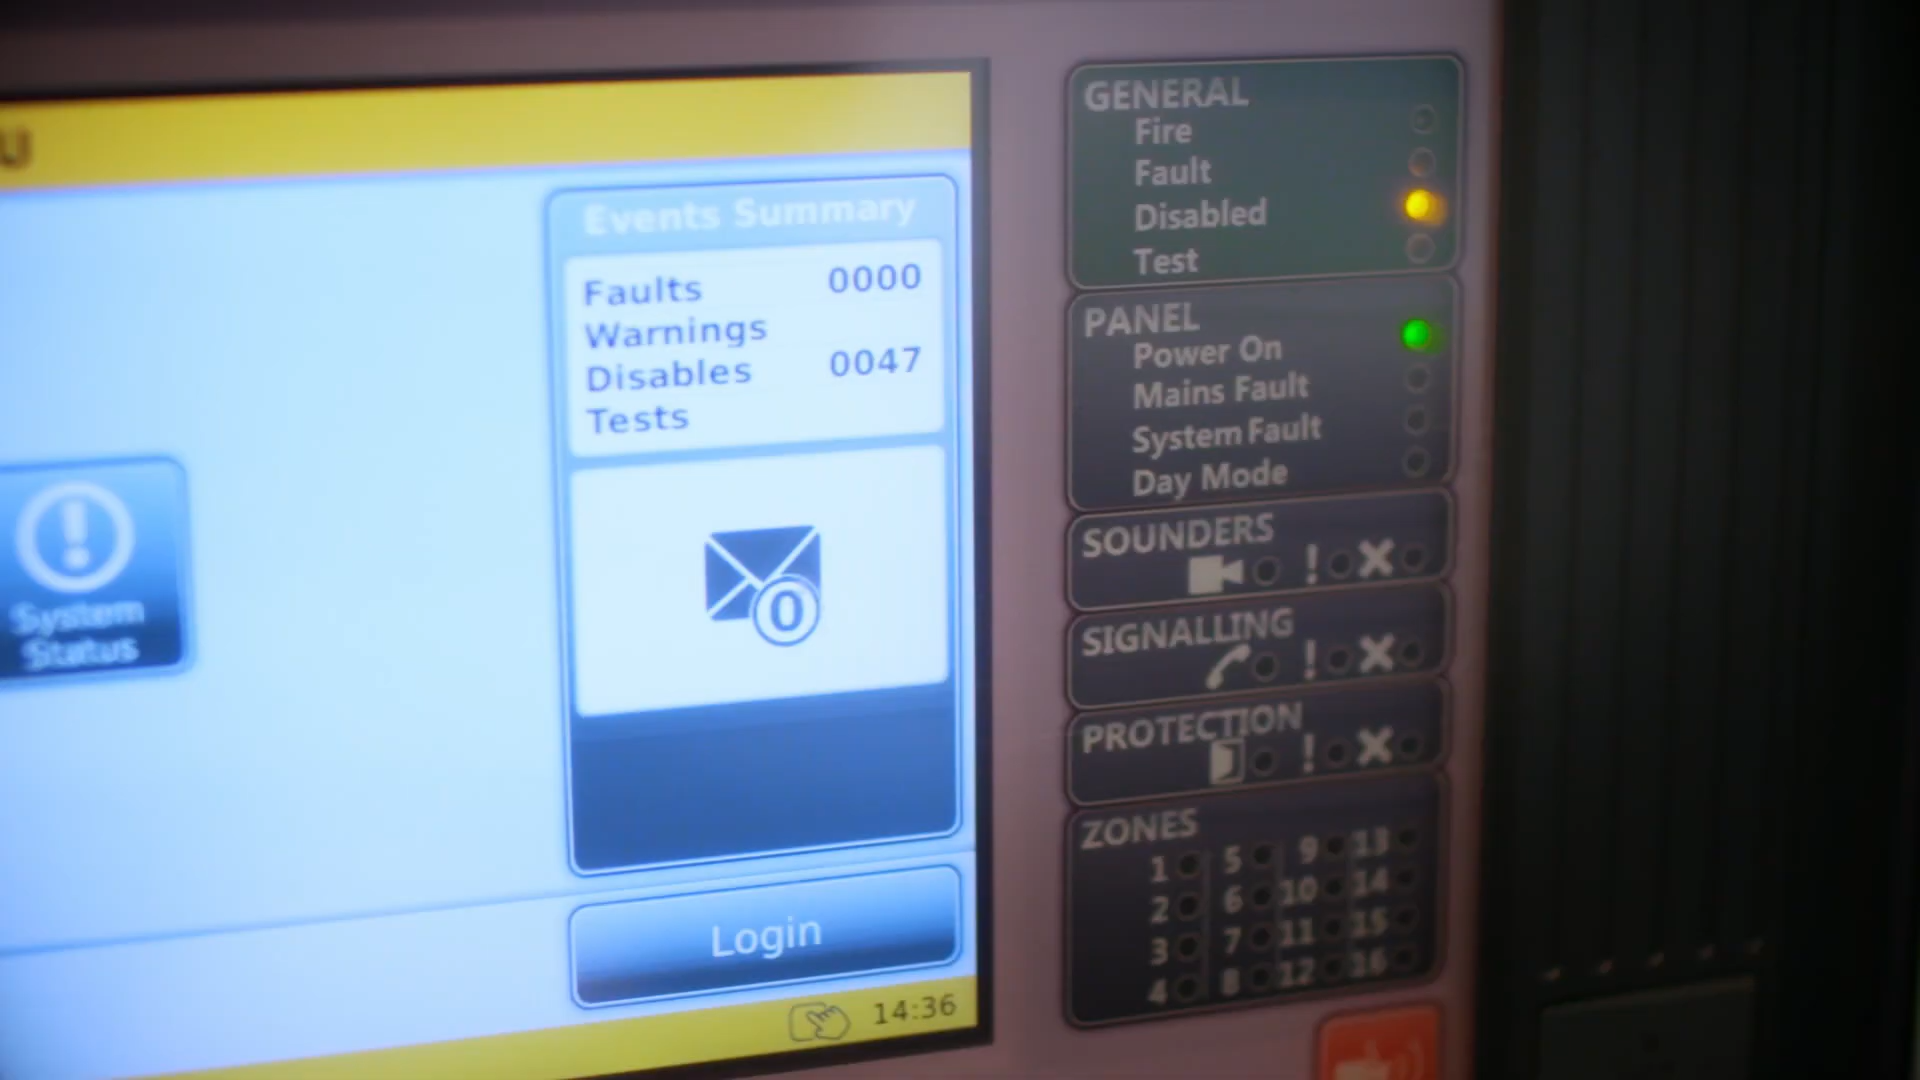 Events Summary
Faults 0000
Warnings
Disables 0047
Tests
0
System
Status
Login
14:36
GENERAL
Fire
Fault
Disabled
Test
PANEL
Power On
Mains Fault
System Fault
Day Mode
SOUNDERS
!
SIGNALLING
!
PROTECTION
!
ZONES
1 5 9 13
2 6 10 14
3 7 11 15
4 8 12 16